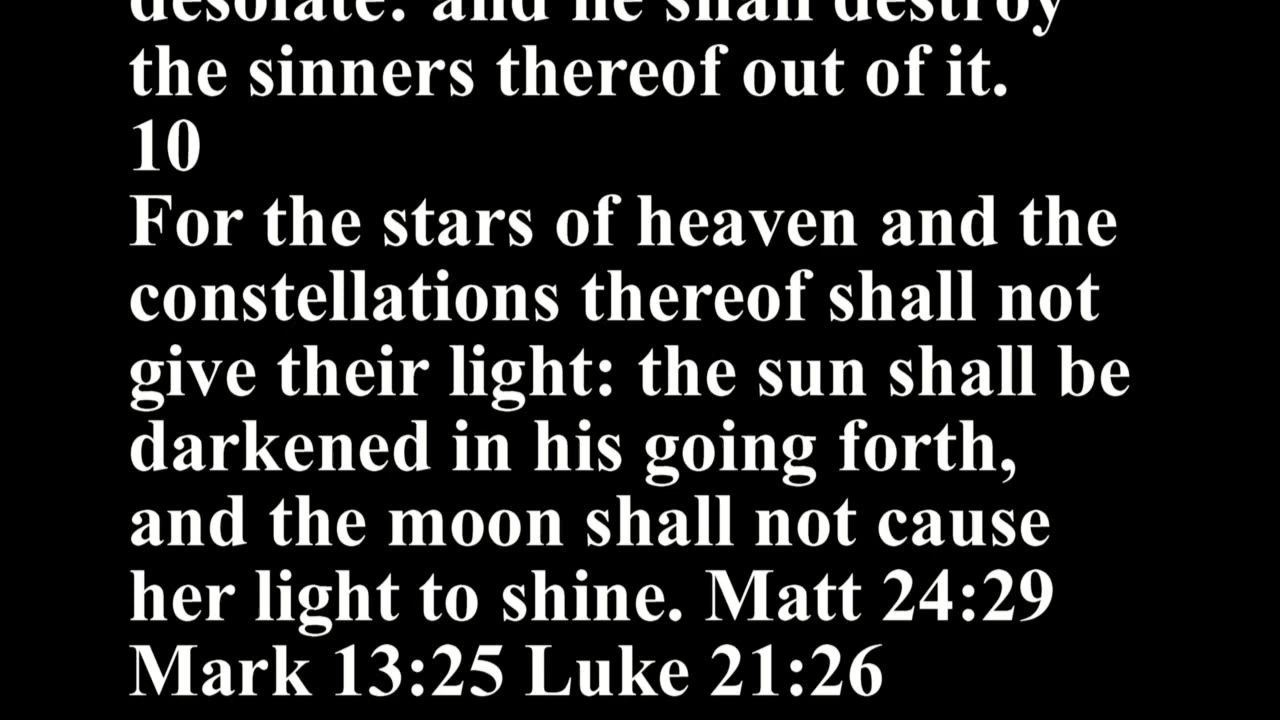 desolate: and he shall destroy
the sinners thereof out of it.
10
For the stars of heaven and the
constellations thereof shall not
give their light: the sun shall be
darkened in his going forth,
and the moon shall not cause
her light to shine. Matt 24:29
Mark 13:25 Luke 21:26